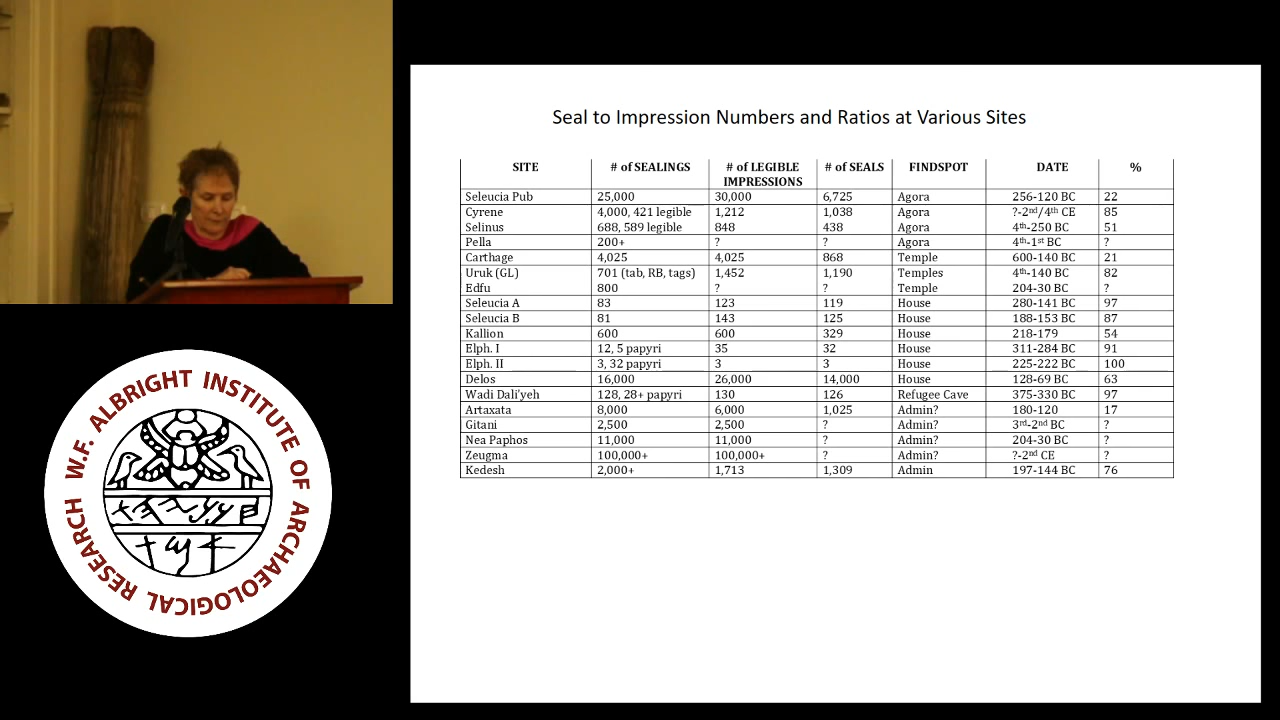 Seal to Impression Numbers and Ratios at Various Sites
SITE # of SEALINGS # of LEGIBLE IMPRESSIONS # of SEALS FINDSPOT DATE %
Seleucia Pub 25,000 30,000 6,725 Agora 256-120 BC 22
Cyrene 4,000, 421 legible 1,212 1,038 Agora ?-2nd/4th CE 85
Selinus 688, 589 legible 848 438 Agora 4th-250 BC 51
Pella 200+ ? ? Agora 4th-1st BC ?
Carthage 4,025 4,025 868 Temple 600-140 BC 21
Uruk (GL) 701 (tab, RB, tags) 1,452 1,190 Temples 4th-140 BC 82
Edfu 800 ? ? Temple 204-30 BC ?
Seleucia A 83 123 119 House 280-141 BC 97
Seleucia B 81 143 125 House 188-153 BC 87
Kallion 600 600 329 House 218-179 54
Elph. I 12, 5 papyri 35 32 House 311-284 BC 91
Elph. II 3, 32 papyri 3 3 House 225-222 BC 100
Delos 16,000 26,000 14,000 House 128-69 BC 63
Wadi Dali'yeh 128, 28+ papyri 130 126 Refugee Cave 375-330 BC 97
Artaxata 8,000 6,000 1,025 Admin? 180-120 17
Gitani 2,500 2,500 ? Admin? 3rd-2nd BC ?
Nea Paphos 11,000 11,000 ? Admin? 204-30 BC ?
Zeugma 100,000+ 100,000+ ? Admin? ?-2nd CE ?
Kedesh 2,000+ 1,713 1,309 Admin 197-144 BC 76
W.F. ALBRIGHT INSTITUTE OF ARCHAEOLOGICAL RESEARCH